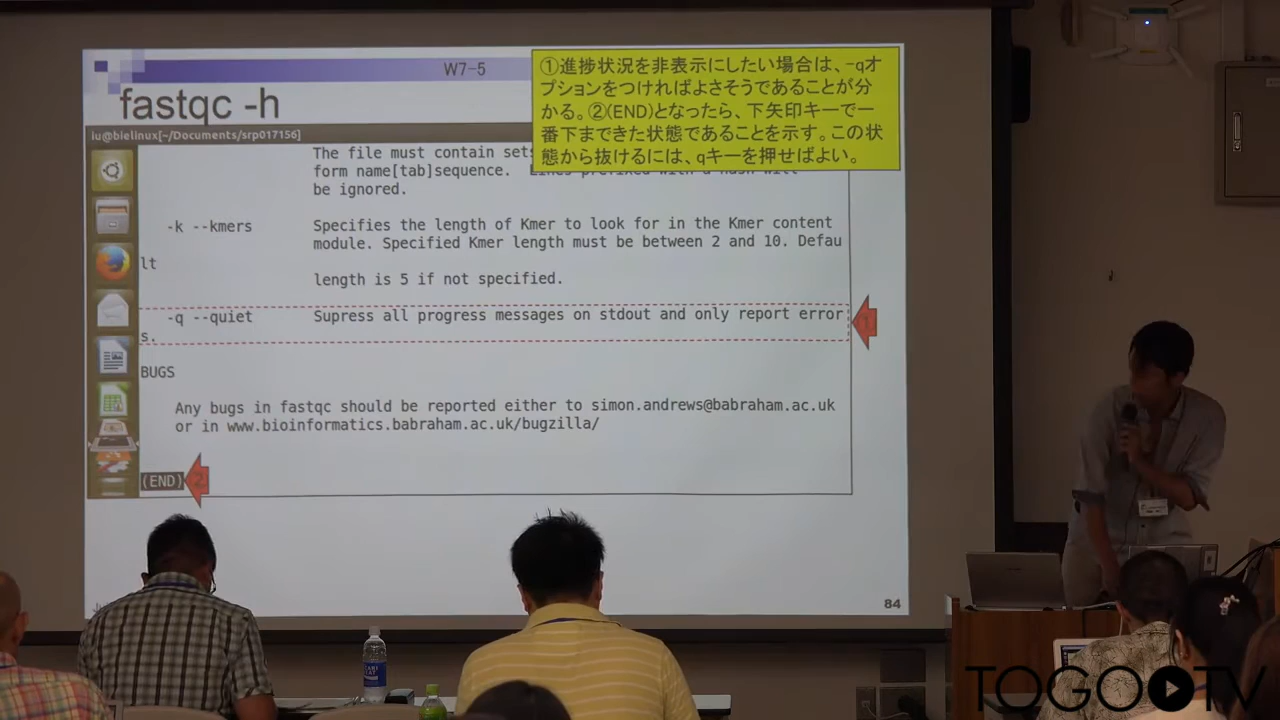 W7-5
fastqc -h
①進捗状況を非表示にしたい場合は、-qオ
プションをつければよさそうであることが分
かる。②(END)となったら、下矢印キーで一
番下まできた状態であることを示す。この状
態から抜けるには、qキーを押せばよい。
iu@bielinux[~/Documents/srp017156]
The file must contain sets
form name[tab]sequence. Lines prefixed with a hash will
be ignored.
-k --kmers Specifies the length of Kmer to look for in the Kmer content
module. Specified Kmer length must be between 2 and 10. Defau
lt
length is 5 if not specified.
-q --quiet Supress all progress messages on stdout and only report error
s.
①
BUGS
Any bugs in fastqc should be reported either to simon.andrews@babraham.ac.uk
or in www.bioinformatics.babraham.ac.uk/bugzilla/
(END)
②
84
TOGOTV